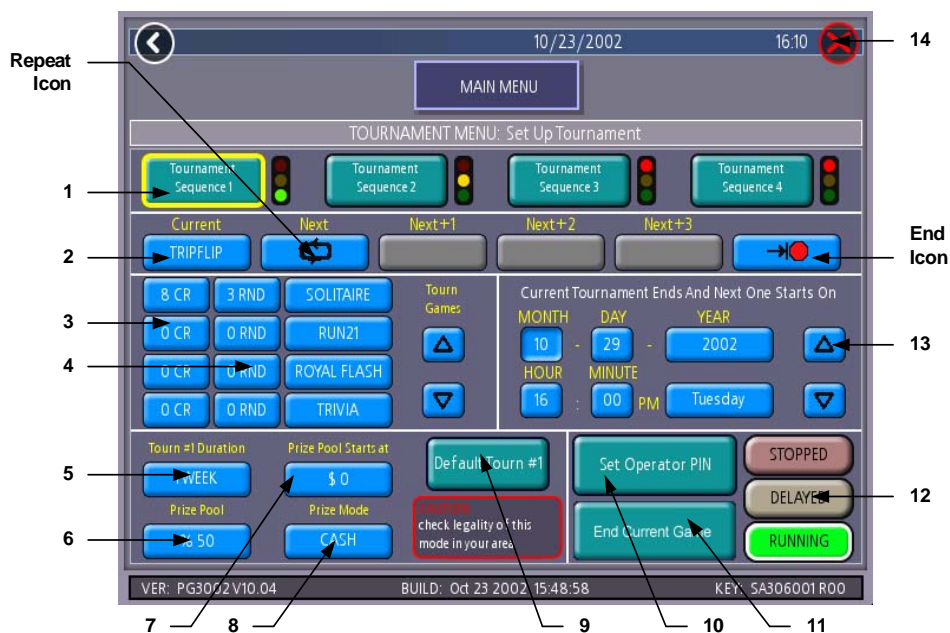 10/23/2002 16:10 14
Repeat
Icon
MAIN MENU
TOURNAMENT MENU: Set Up Tournament
1
Tournament
Sequence 1
Tournament
Sequence 2
Tournament
Sequence 3
Tournament
Sequence 4
Current Next Next+1 Next+2 Next+3
2 TRIPFLIP
End
Icon
8 CR 3 RND SOLITAIRE
3 0 CR 0 RND RUN21
4 0 CR 0 RND ROYAL FLASH
0 CR 0 RND TRIVIA
Tourn
Games
Current Tournament Ends And Next One Starts On
MONTH DAY YEAR
10 - 29 - 2002 13
HOUR MINUTE
16 : 00 PM Tuesday
Tourn #1 Duration Prize Pool Starts at
5 1 WEEK $ 0
Prize Pool Prize Mode
6 % 50 CASH
Default Tourn #1
CAUTION
check legality of this
mode in your area
Set Operator PIN
End Current Game
STOPPED
DELAYED 12
RUNNING
VER: PG3002 V10.04 BUILD: Oct 23 2002 15:48:58 KEY: SA306001 R00
7 8 9 10 11